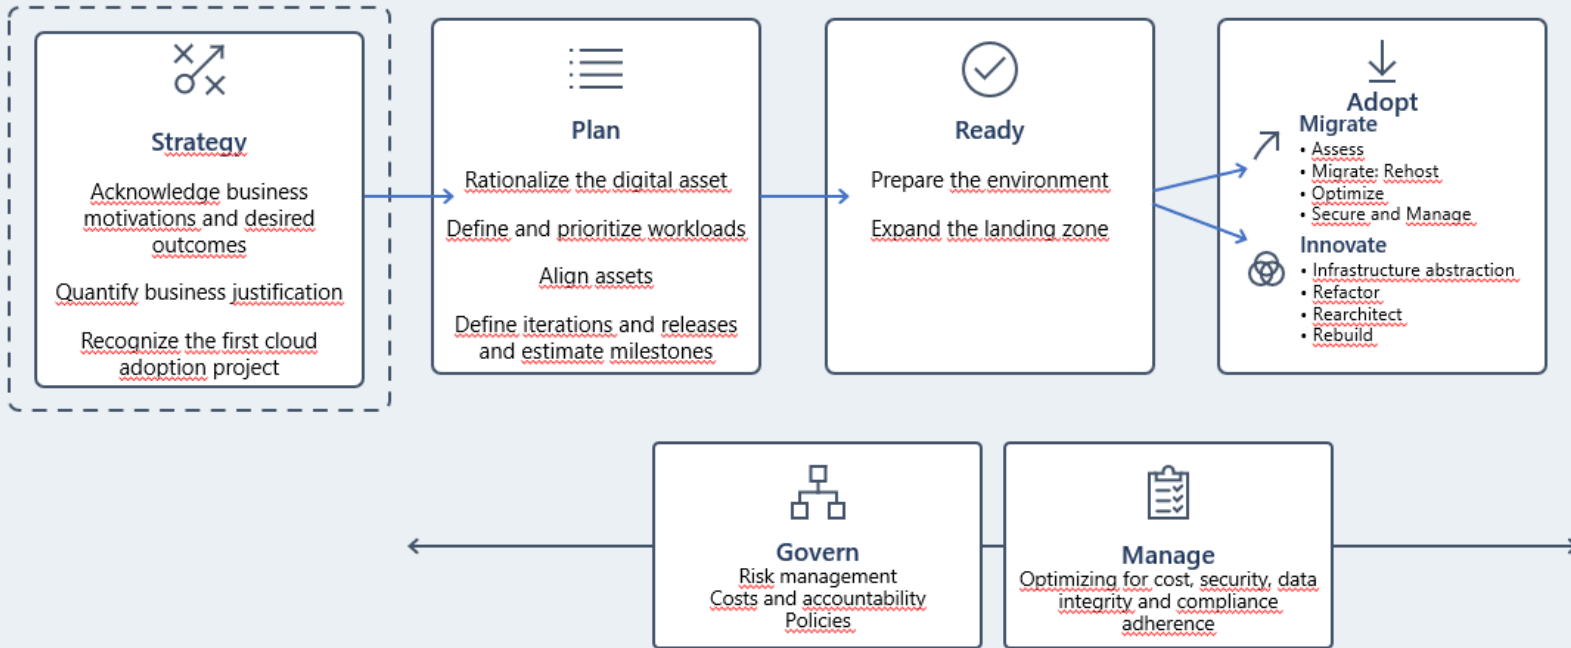 Strategy
Acknowledge business
motivations and desired
outcomes
Quantify business justification
Recognize the first cloud
adoption project
Plan
Rationalize the digital asset
Define and prioritize workloads
Align assets
Define iterations and releases
and estimate milestones
Ready
Prepare the environment
Expand the landing zone
Adopt
Migrate
• Assess
• Migrate: Rehost
• Optimize
• Secure and Manage
Innovate
• Infrastructure abstraction
• Refactor
• Rearchitect
• Rebuild
Govern
Risk management
Costs and accountability
Policies
Manage
Optimizing for cost, security, data
integrity and compliance
adherence